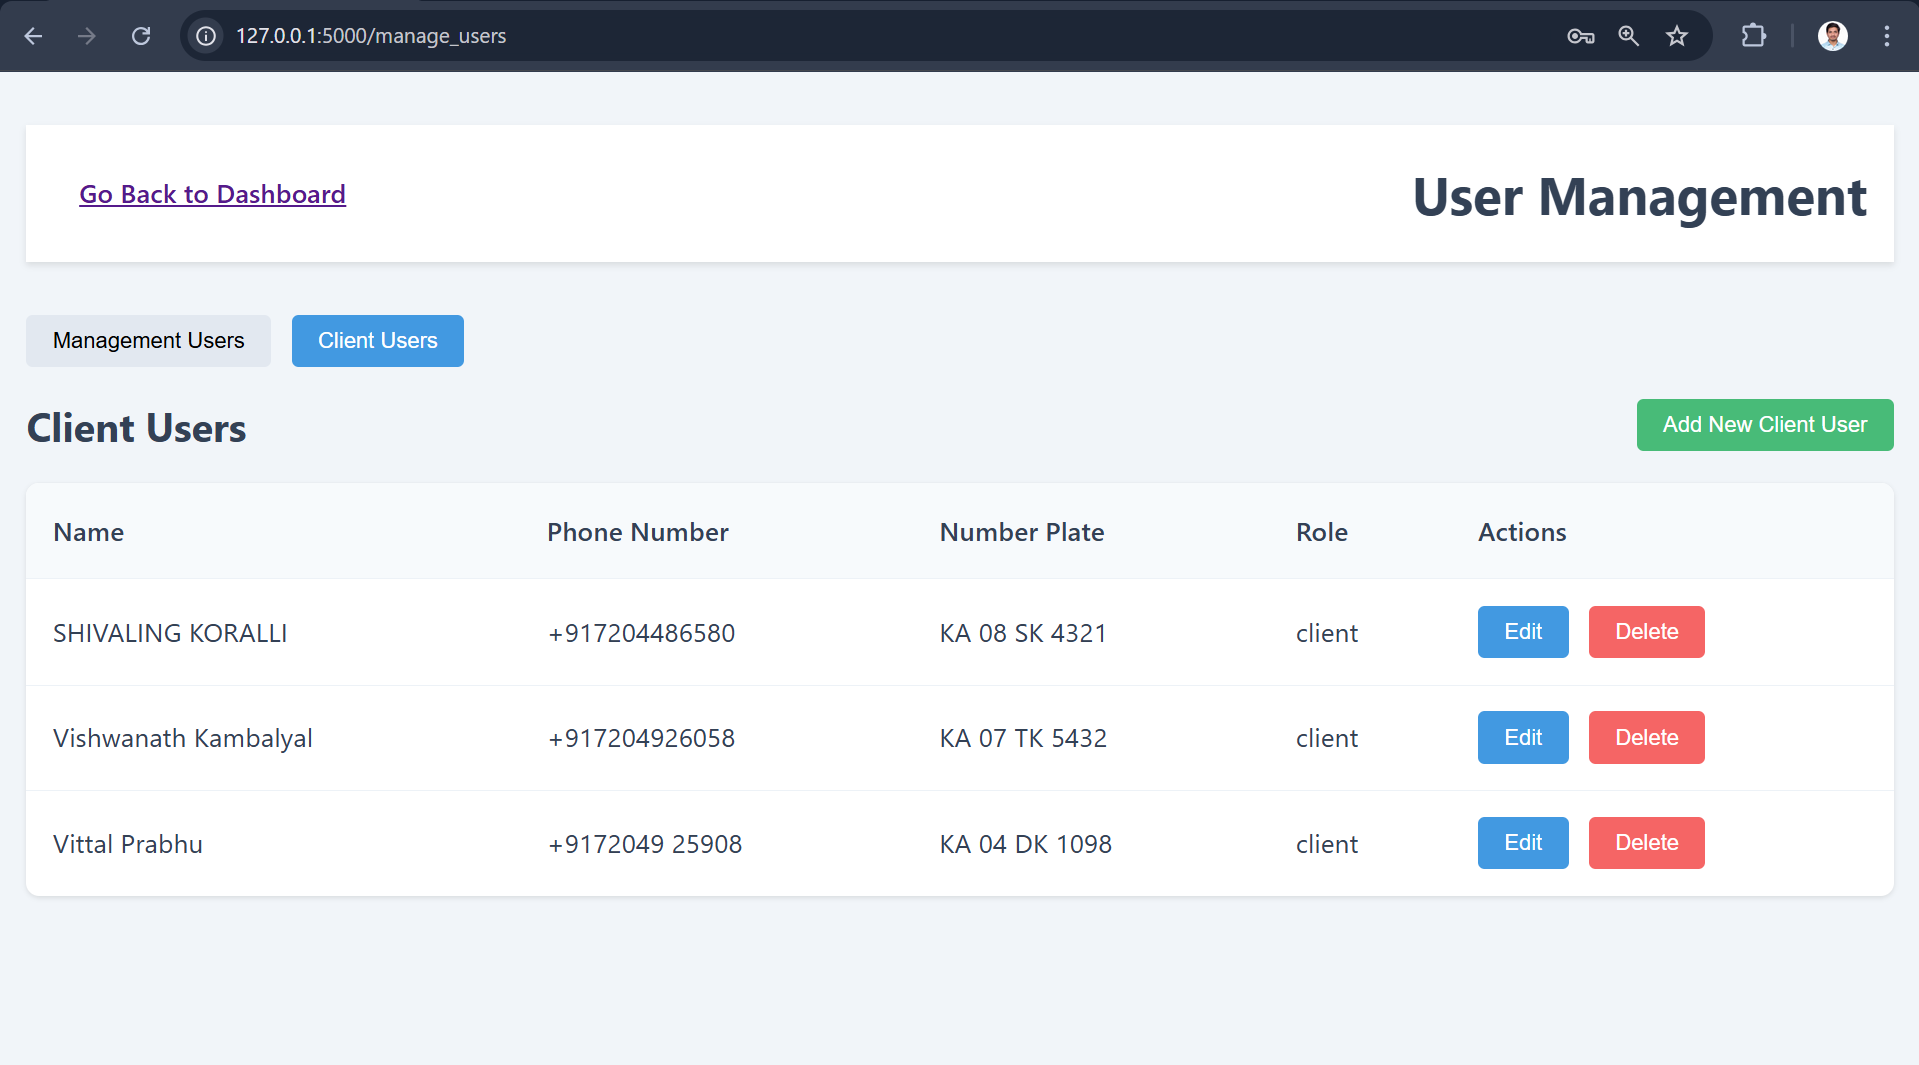 127.0.0.1:5000/manage_users
Go Back to Dashboard User Management
Management Users Client Users
Client Users Add New Client User
Name Phone Number Number Plate Role Actions
SHIVALING KORALLI +917204486580 KA 08 SK 4321 client Edit Delete
Vishwanath Kambalyal +917204926058 KA 07 TK 5432 client Edit Delete
Vittal Prabhu +9172049 25908 KA 04 DK 1098 client Edit Delete